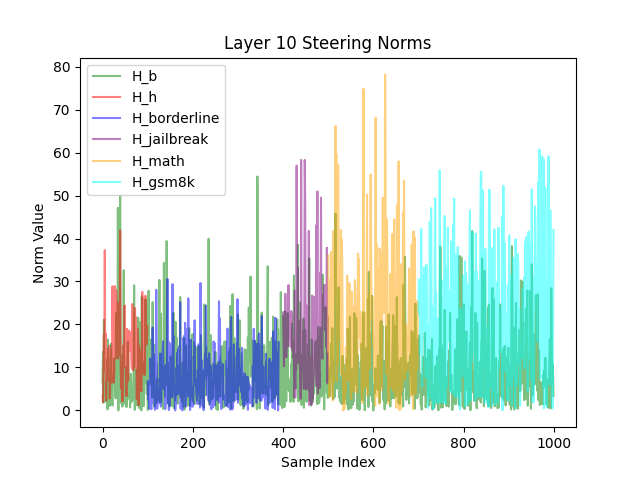 Layer 10 Steering Norms
H_b
H_h
H_borderline
H_jailbreak
H_math
H_gsm8k
80
70
60
50
40
30
20
10
0
Norm Value
0
200
400
600
800
1000
Sample Index